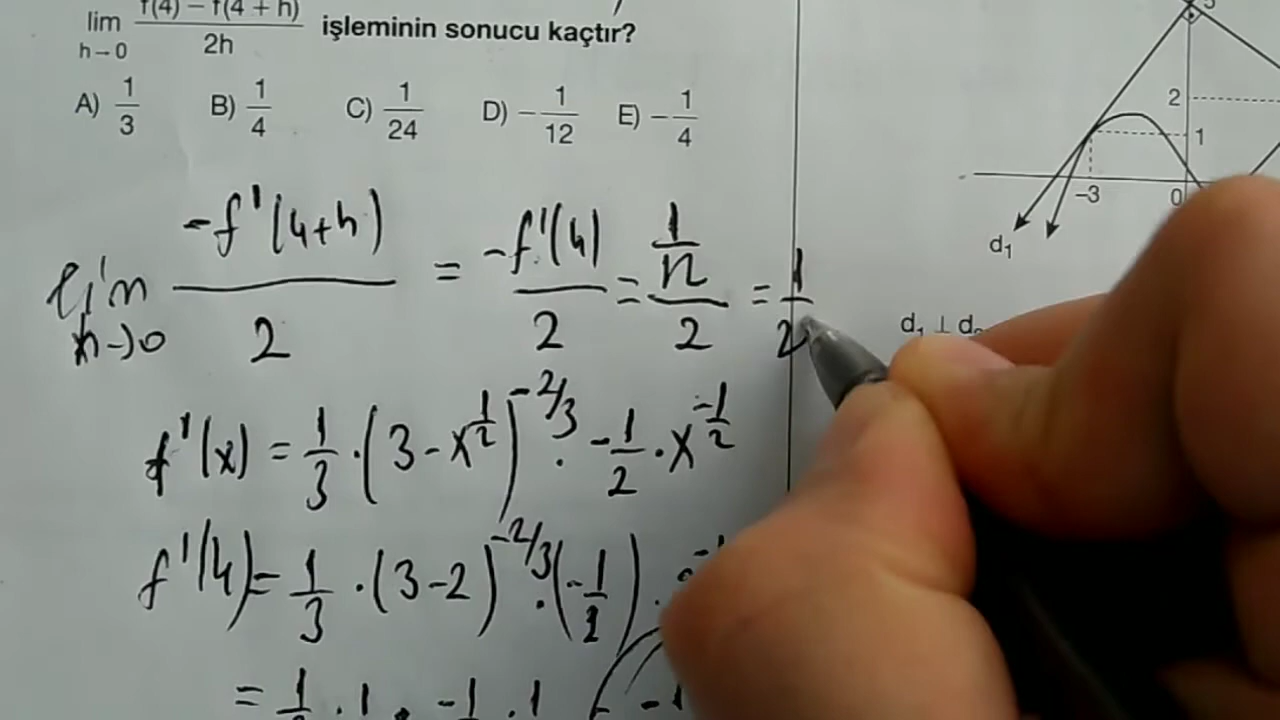 lim f(4) – f(4 + h) / 2h işleminin sonucu kaçtır?
h→0
A) 1/3 B) 1/4 C) 1/24 D) –1/12 E) –1/4
lim -f'(4+h) / 2 = -f'(4) / 2 = 1/12 / 2 = 1/2
h→0
f'(x) = 1/3 · (3 - x^1/2)^-2/3 · -1/2 · x^-1/2
f'(4) = 1/3 · (3-2)^-2/3 · (-1/2) ·
= 1/3 · 1 · -1 · 1
2
1
–3
0
d₁
d₁ ⊥ d